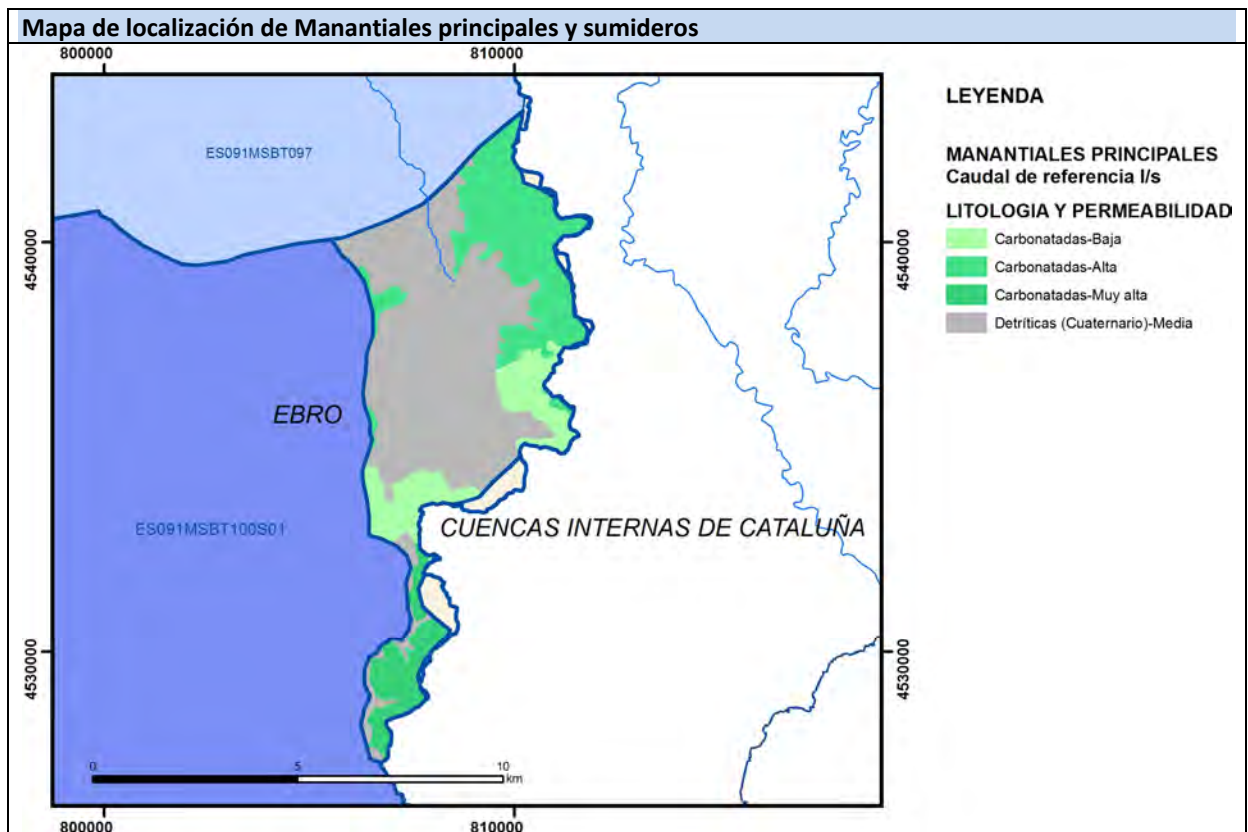 Mapa de localización de Manantiales principales y sumideros
800000
810000
LEYENDA
MANANTIALES PRINCIPALES
Caudal de referencia l/s
LITOLOGIA Y PERMEABILIDAD
Carbonatadas-Baja
Carbonatadas-Alta
Carbonatadas-Muy alta
Detríticas (Cuaternario)-Media
ES091MSBT097
4540000
4540000
EBRO
ES091MSBT100S01
CUENCAS INTERNAS DE CATALUÑA
4530000
4530000
0
5
10
km
800000
810000